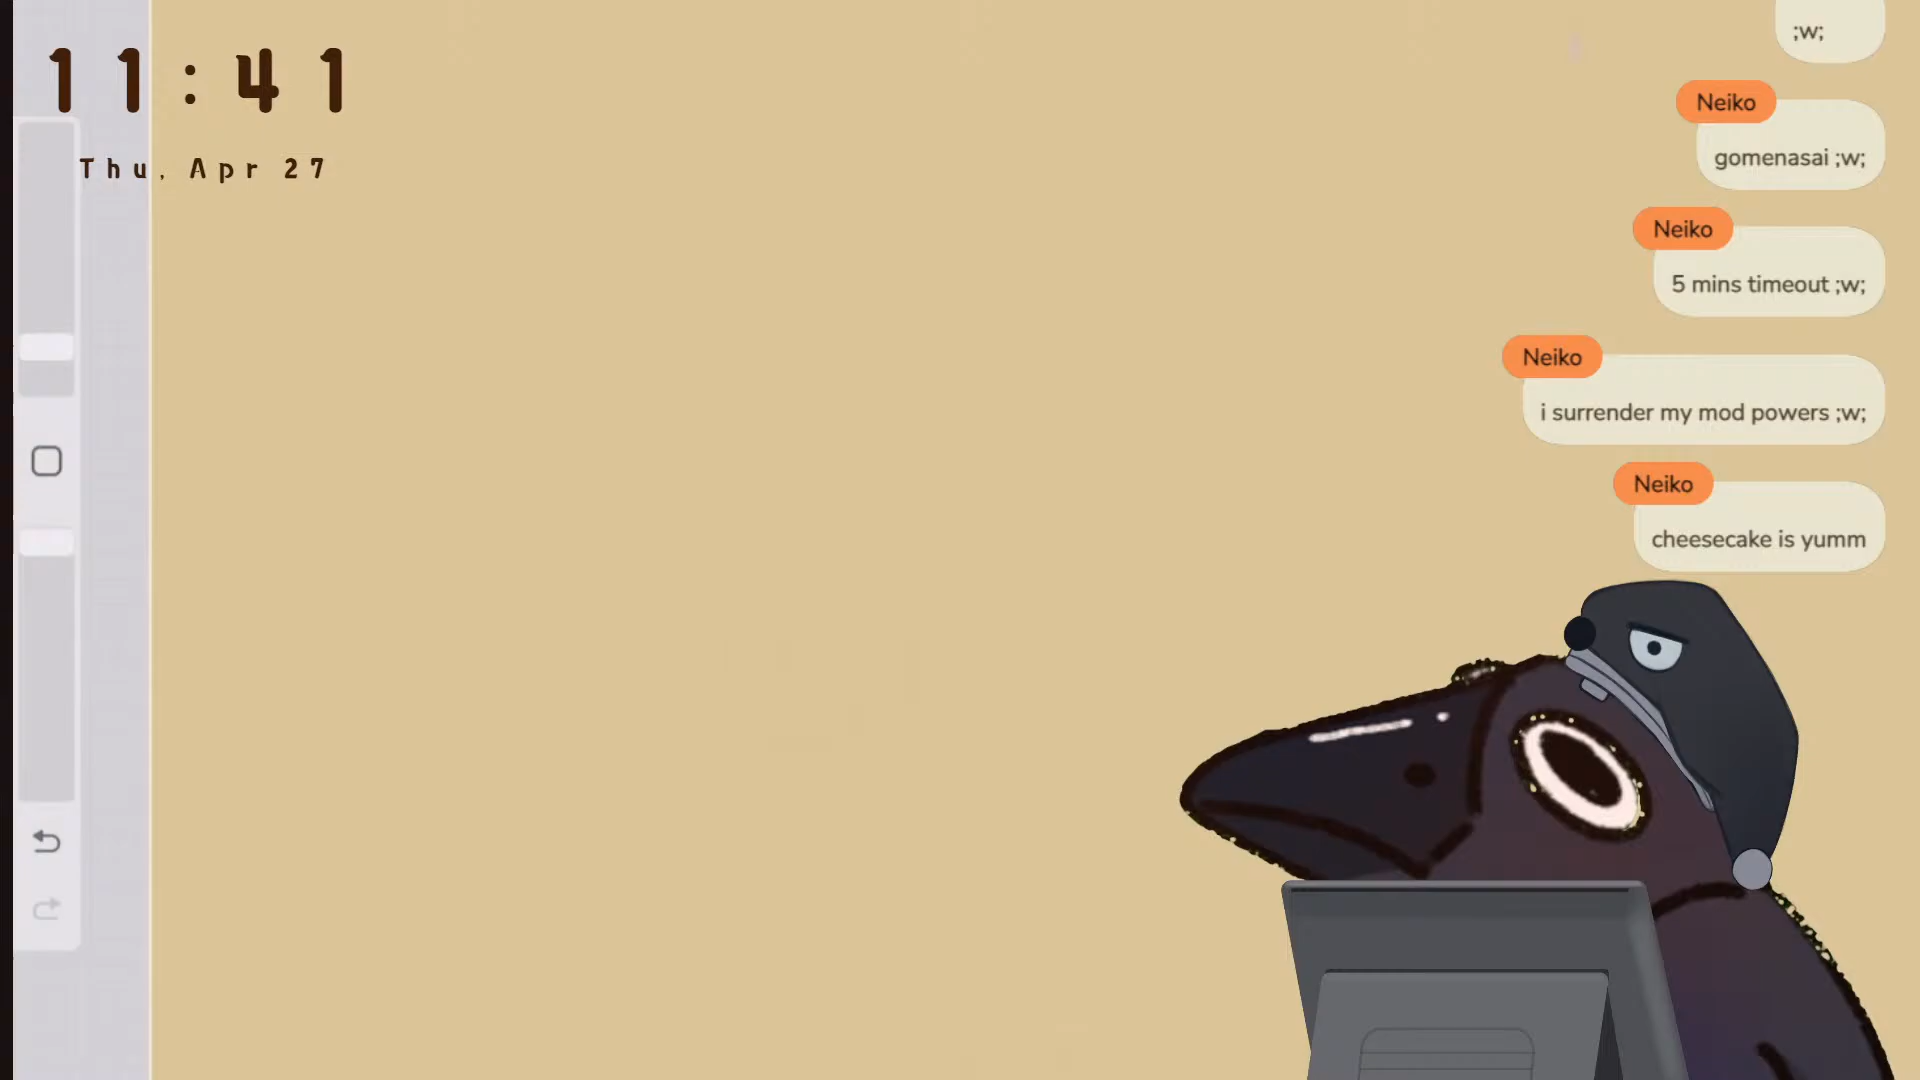 11:41
Thu, Apr 27
;w;
Neiko
gomenasai ;w;
Neiko
5 mins timeout ;w;
Neiko
i surrender my mod powers ;w;
Neiko
cheesecake is yumm